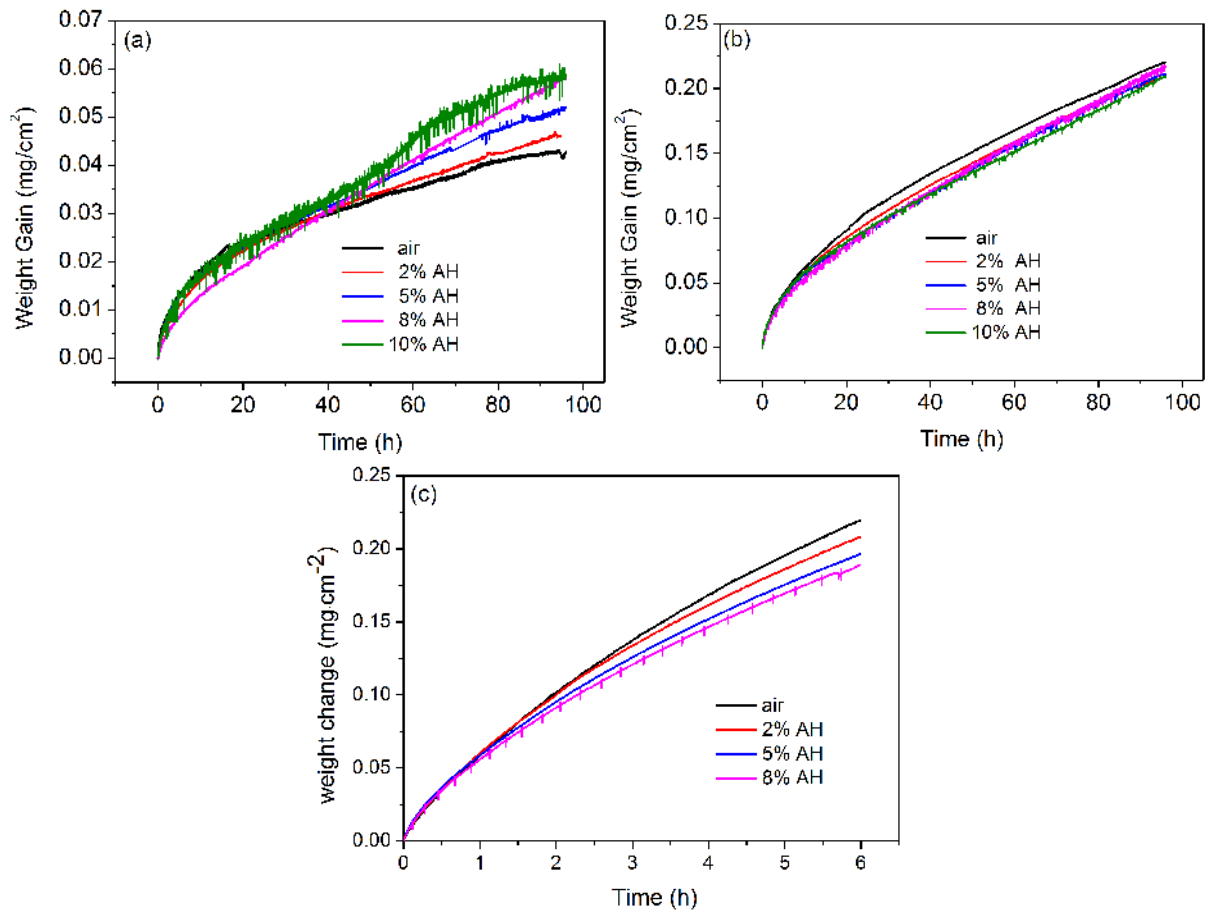 (a)
Weight Gain (mg/cm²)
0.07
0.06
0.05
0.04
0.03
0.02
0.01
0.00
air
2% AH
5% AH
8% AH
10% AH
0 20 40 60 80 100
Time (h)
(b)
Weight Gain (mg/cm²)
0.25
0.20
0.15
0.10
0.05
0.00
air
2% AH
5% AH
8% AH
10% AH
0 20 40 60 80 100
Time (h)
(c)
weight change (mg·cm-2)
0.25
0.20
0.15
0.10
0.05
0.00
air
2% AH
5% AH
8% AH
0 1 2 3 4 5 6
Time (h)